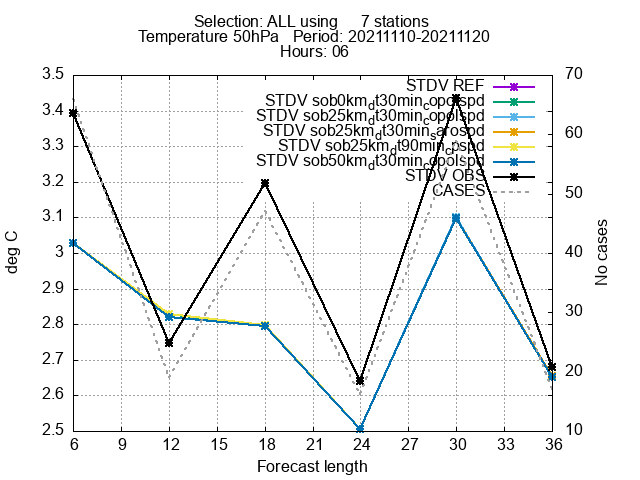 Selection: ALL using 7 stations
Temperature 50hPa Period: 20211110-20211120
Hours: 06
3.5
3.4
3.3
3.2
3.1
3
2.9
2.8
2.7
2.6
2.5
deg C
70
60
50
40
30
20
10
No cases
STDV REF
STDV sob0km_dt30min_copolspd
STDV sob25km_dt30min_copolspd
STDV sob25km_dt30min_sarospd
STDV sob25km_dt90min_c
STDV sob50km_dt30min_copolspd
STDV OBS
CASES
6 9 12 15 18 21 24 27 30 33 36
Forecast length